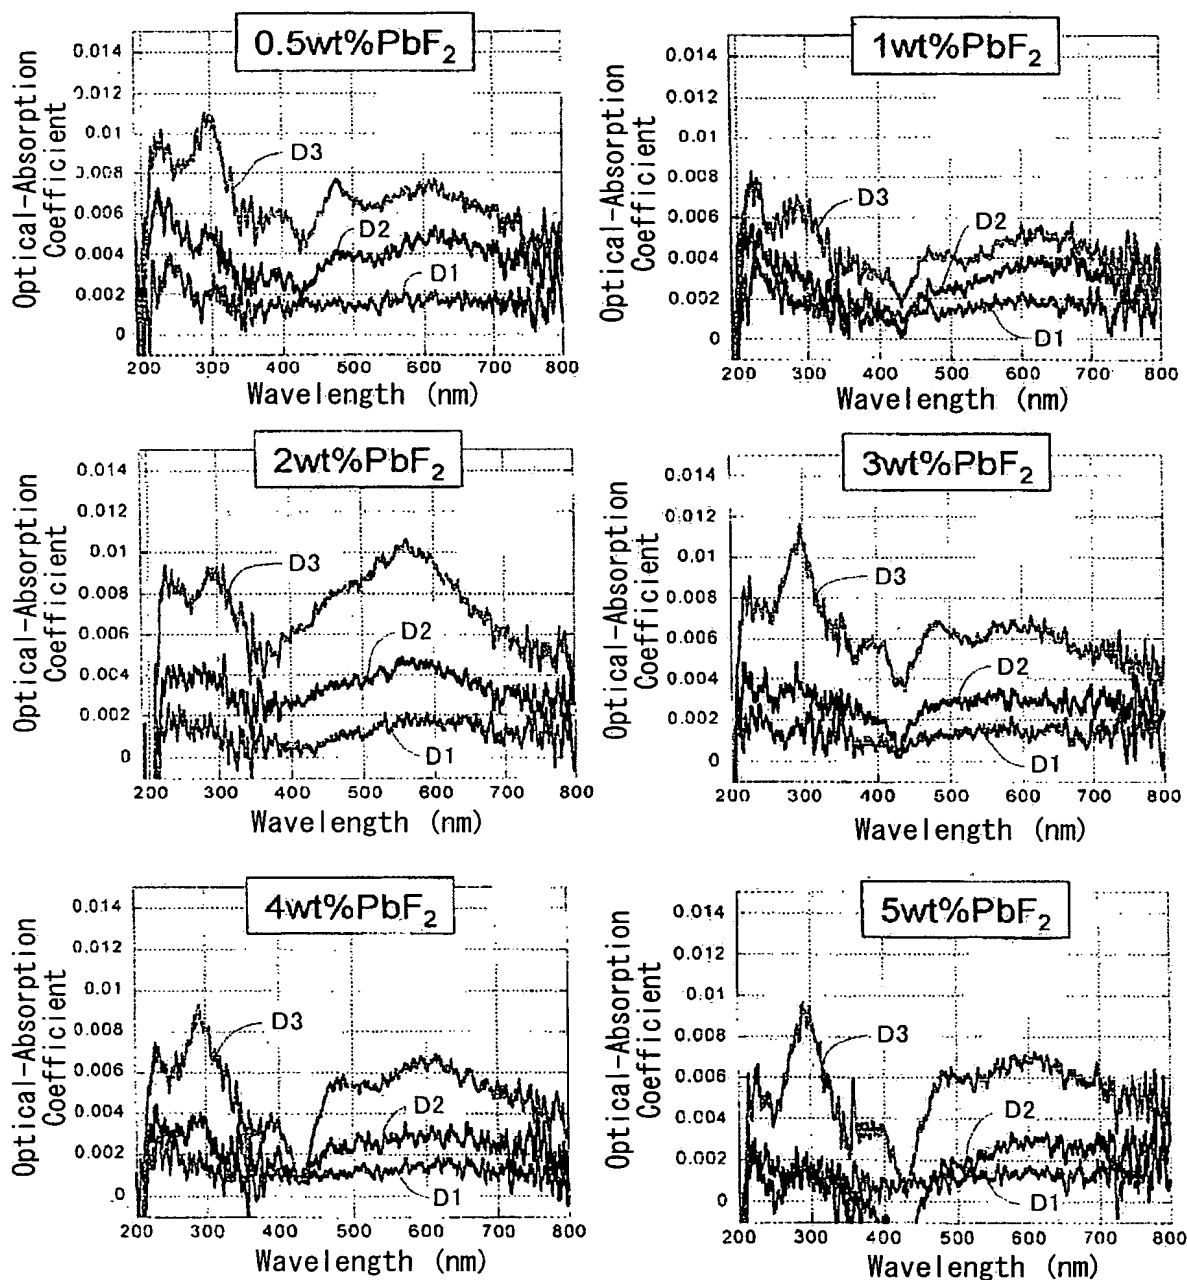 0.5wt%PbF₂
Optical-Absorption
Coefficient
0.014
0.012
0.01
0.008
0.006
0.004
0.002
0
D3
D2
D1
200 300 400 500 600 700 800
Wavelength (nm)
1wt%PbF₂
Optical-Absorption
Coefficient
0.014
0.012
0.01
0.008
0.006
0.004
0.002
0
D3
D2
D1
200 300 400 500 600 700 800
Wavelength (nm)
2wt%PbF₂
Optical-Absorption
Coefficient
0.014
0.012
0.01
0.008
0.006
0.004
0.002
0
D3
D2
D1
200 300 400 500 600 700 800
Wavelength (nm)
3wt%PbF₂
Optical-Absorption
Coefficient
0.014
0.012
0.01
0.008
0.006
0.004
0.002
0
D3
D2
D1
200 300 400 500 600 700 800
Wavelength (nm)
4wt%PbF₂
Optical-Absorption
Coefficient
0.014
0.012
0.01
0.008
0.006
0.004
0.002
0
D3
D2
D1
200 300 400 500 600 700 800
Wavelength (nm)
5wt%PbF₂
Optical-Absorption
Coefficient
0.014
0.012
0.01
0.008
0.006
0.004
0.002
0
D3
D2
D1
200 300 400 500 600 700 800
Wavelength (nm)